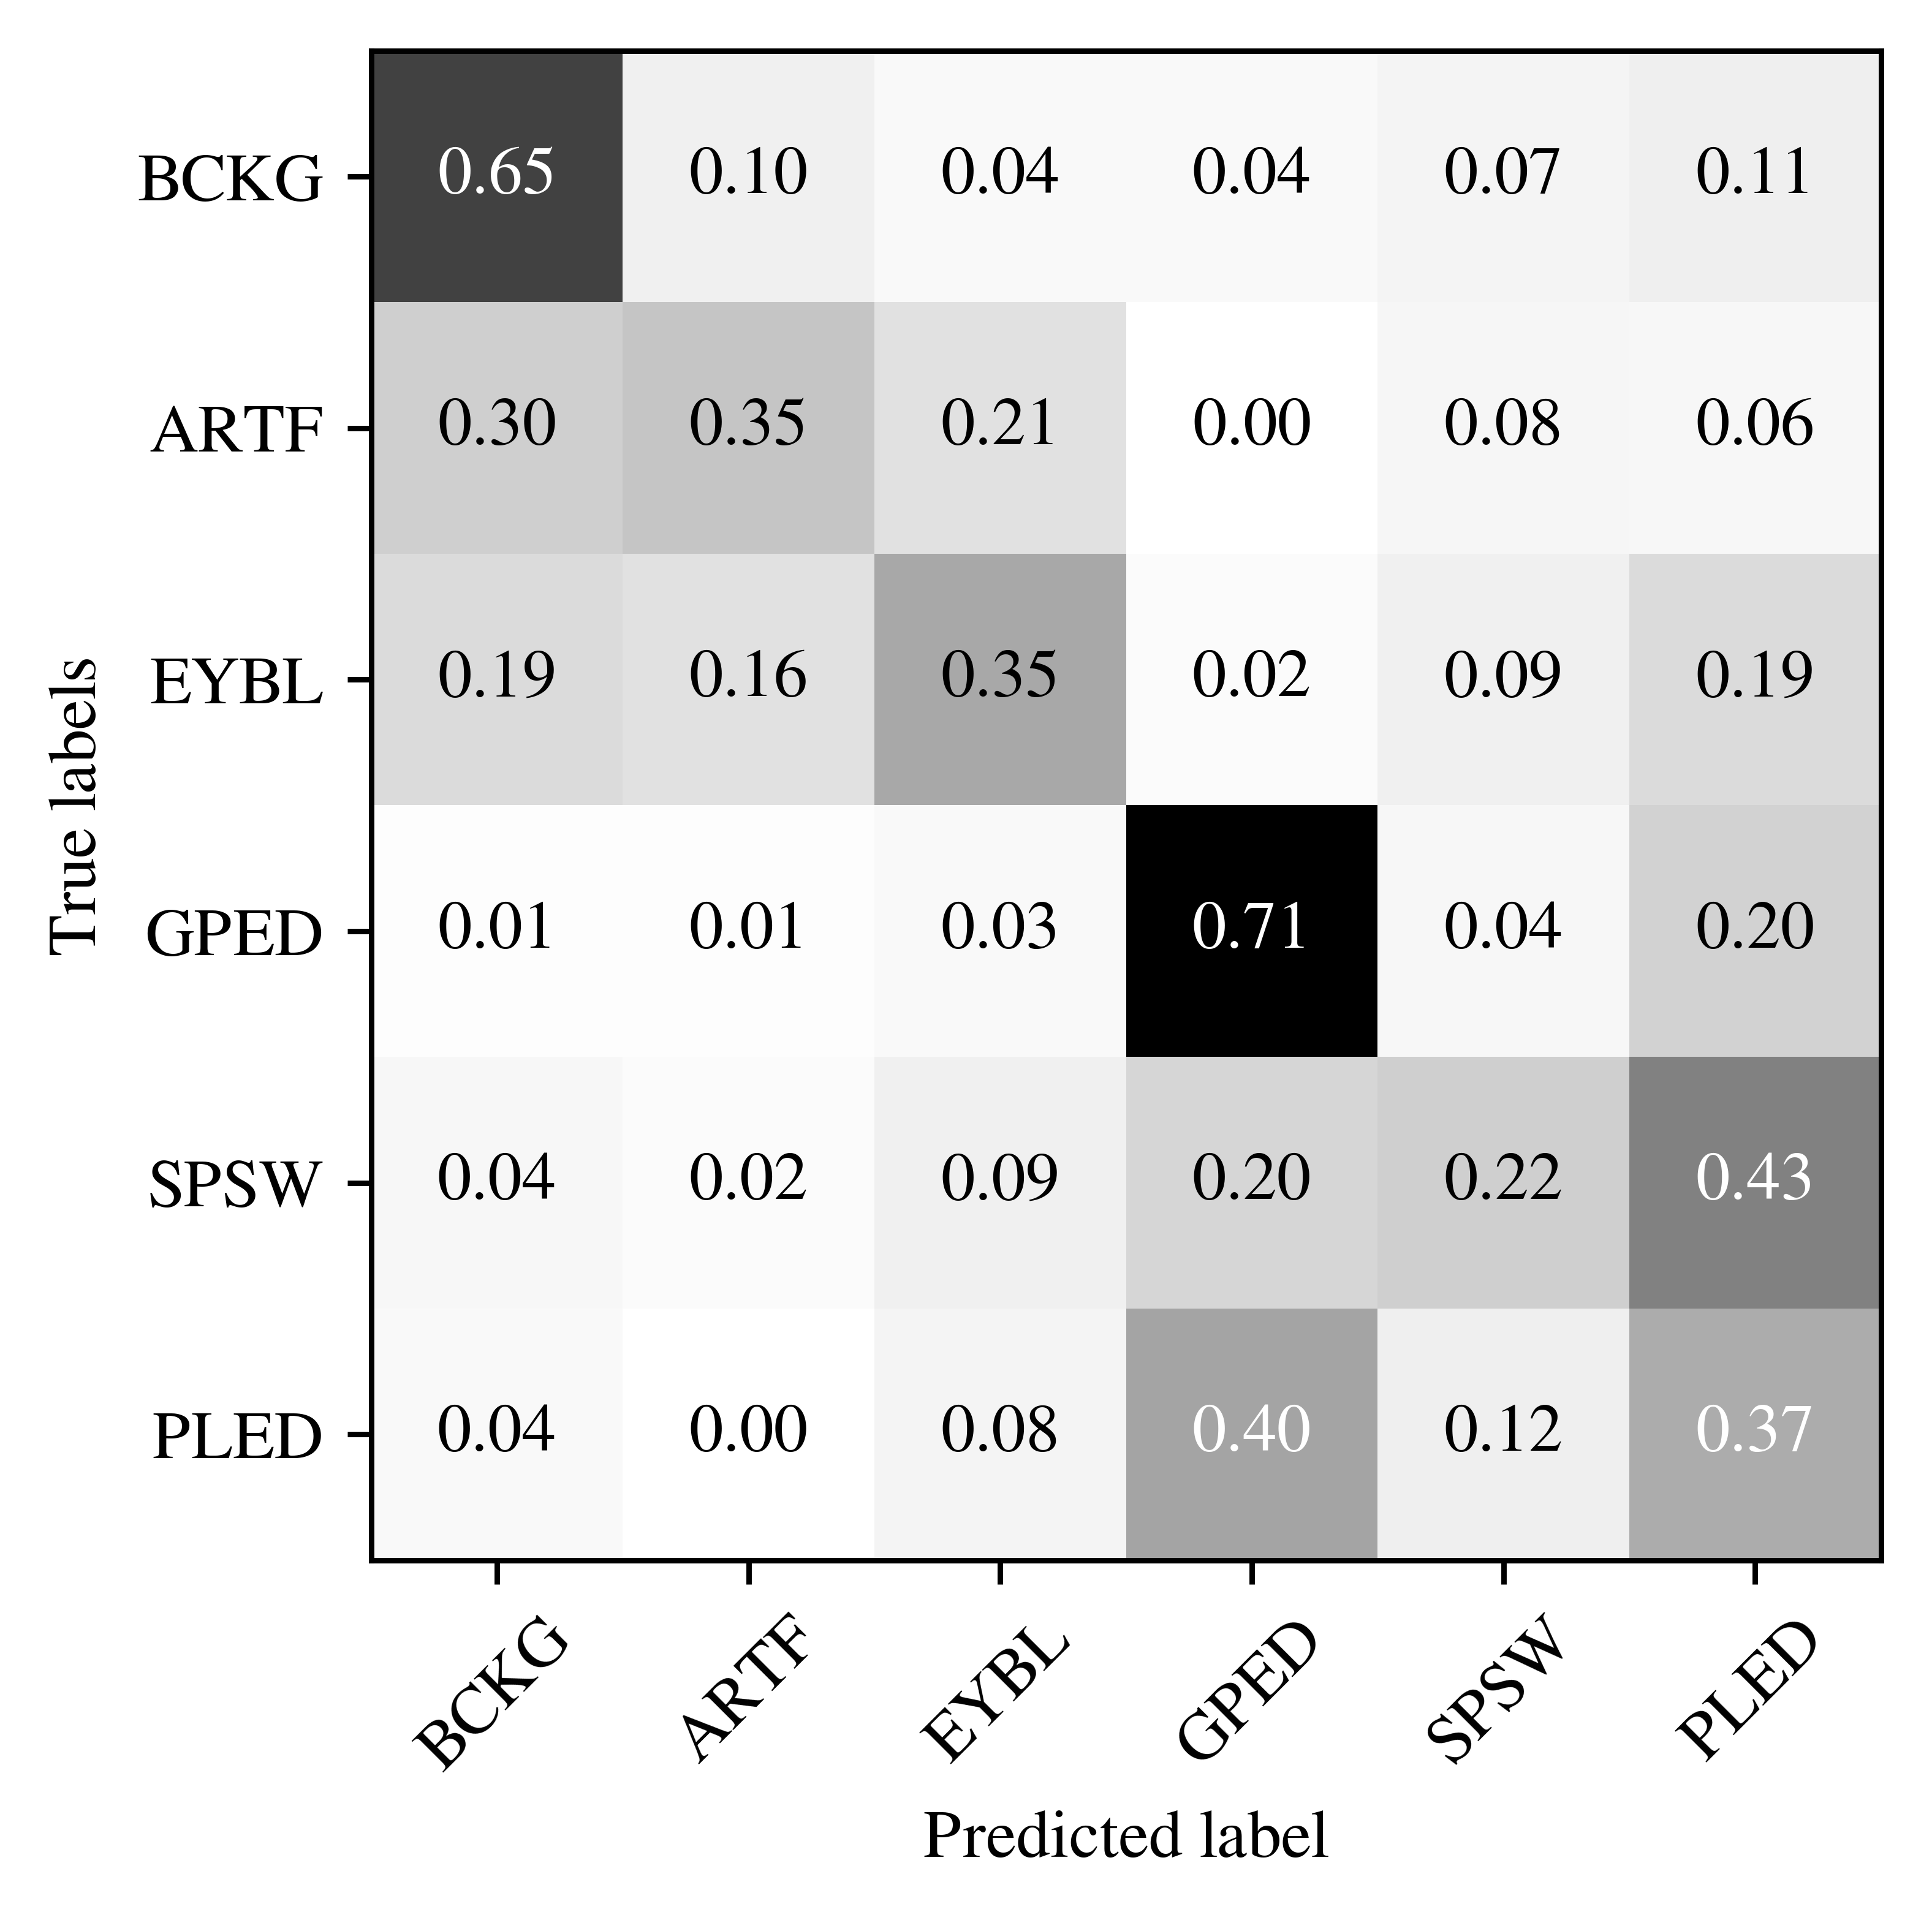 BCKG 0.65 0.10 0.04 0.04 0.07 0.11
ARTF 0.30 0.35 0.21 0.00 0.08 0.06
EYBL 0.19 0.16 0.35 0.02 0.09 0.19
GPED 0.01 0.01 0.03 0.71 0.04 0.20
SPSW 0.04 0.02 0.09 0.20 0.22 0.43
PLED 0.04 0.00 0.08 0.40 0.12 0.37
True labels
BCKG ARTF EYBL GPED SPSW PLED
Predicted label